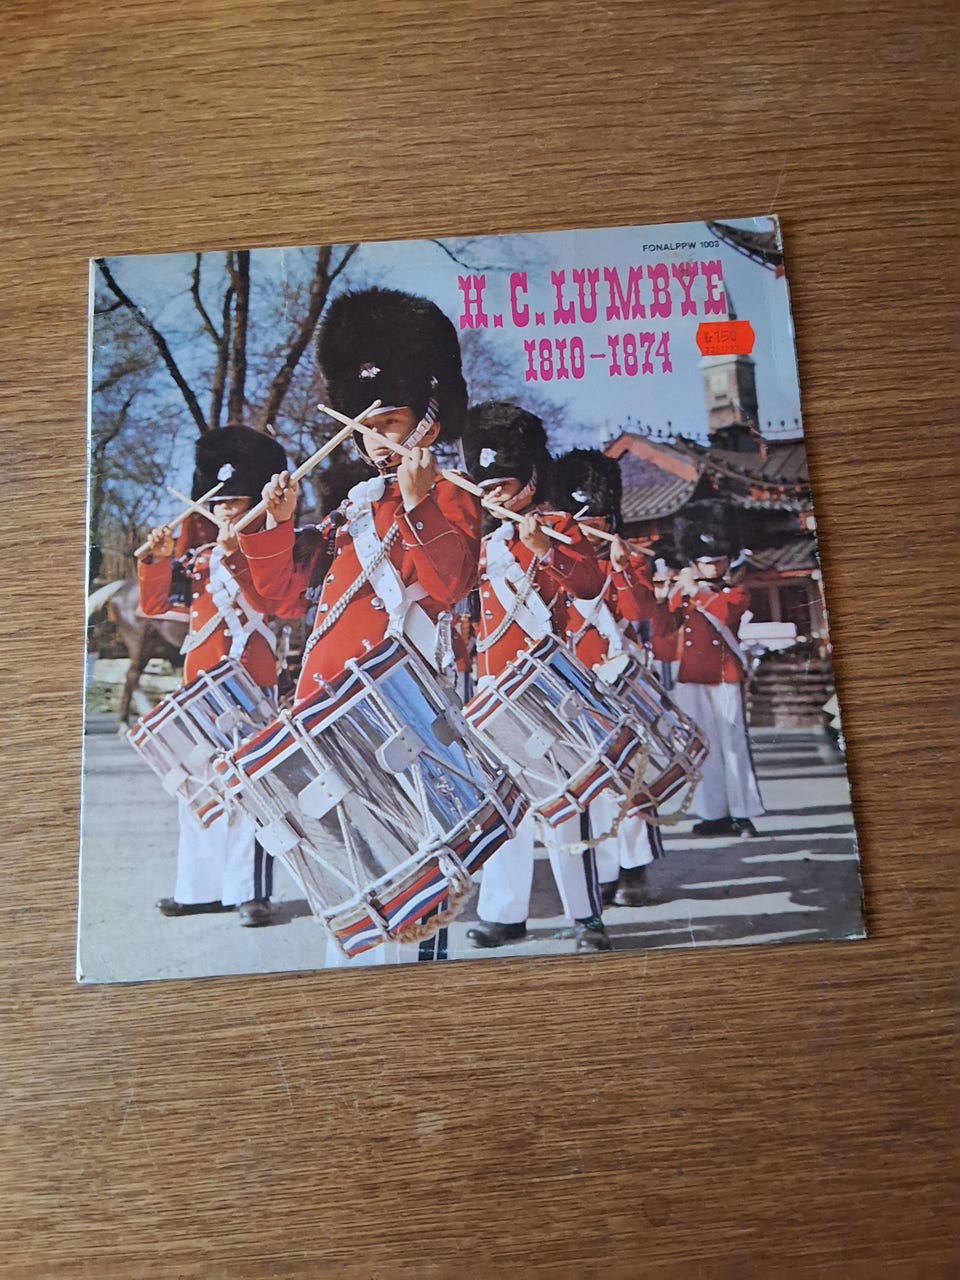 FONALPPW 1003
H. C. LUMBYE
1810-1874